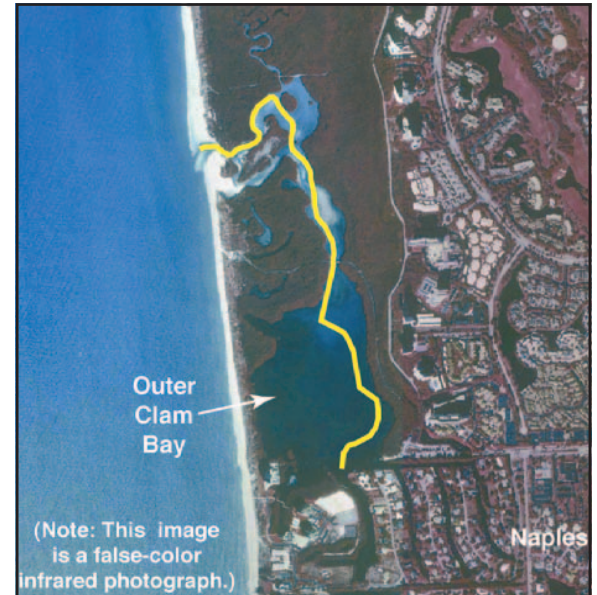 Outer
Clam
Bay
(Note: This image
is a false-color
infrared photograph.)
Naples